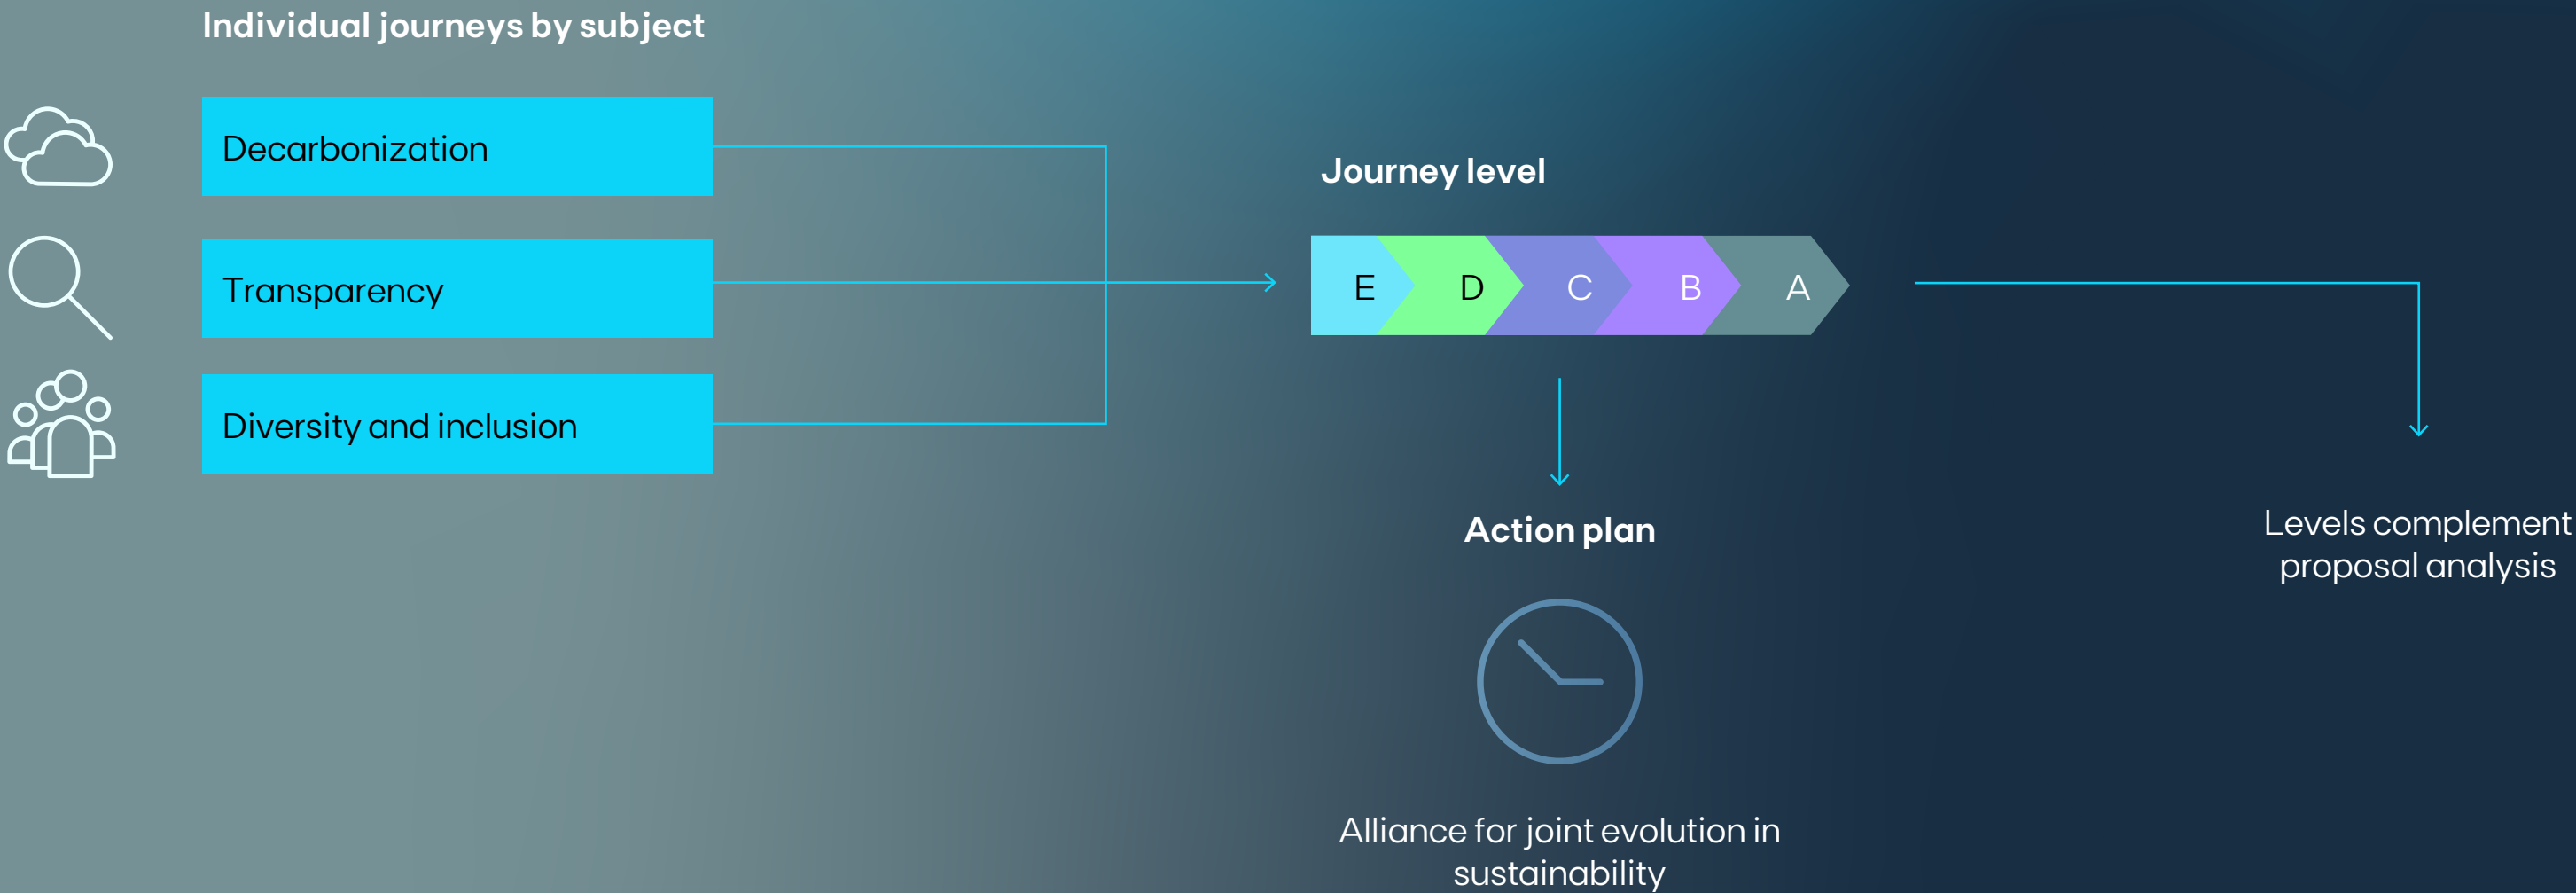 Individual journeys by subject
Decarbonization
Transparency
Diversity and inclusion
Journey level
E D C B A
Action plan
Alliance for joint evolution in
sustainability
Levels complement
proposal analysis